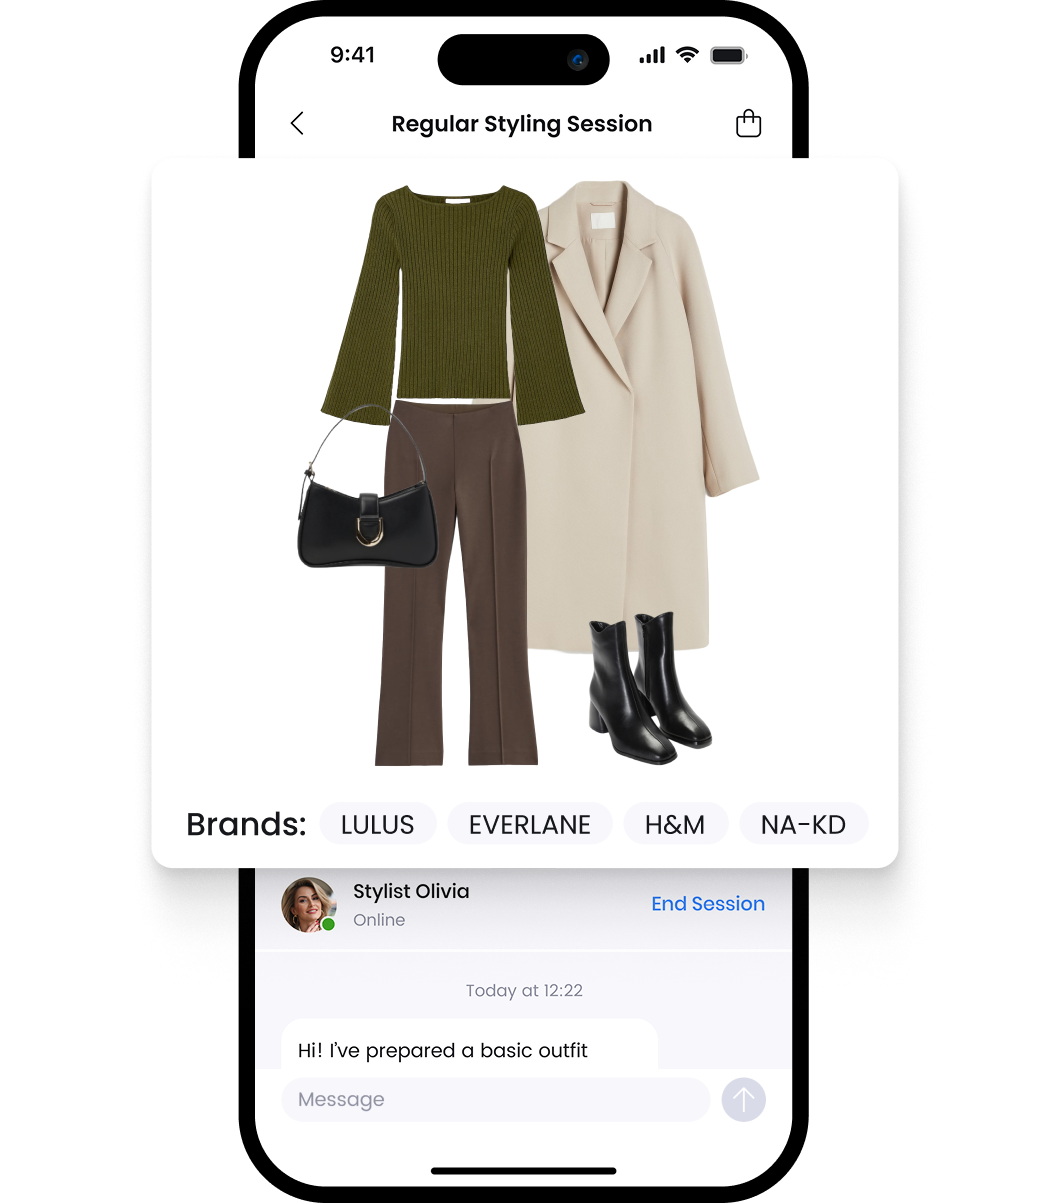 9:41
Regular Styling Session
Brands: LULUS EVERLANE H&M NA-KD
Stylist Olivia
Online
End Session
Today at 12:22
Hi! I've prepared a basic outfit
Message